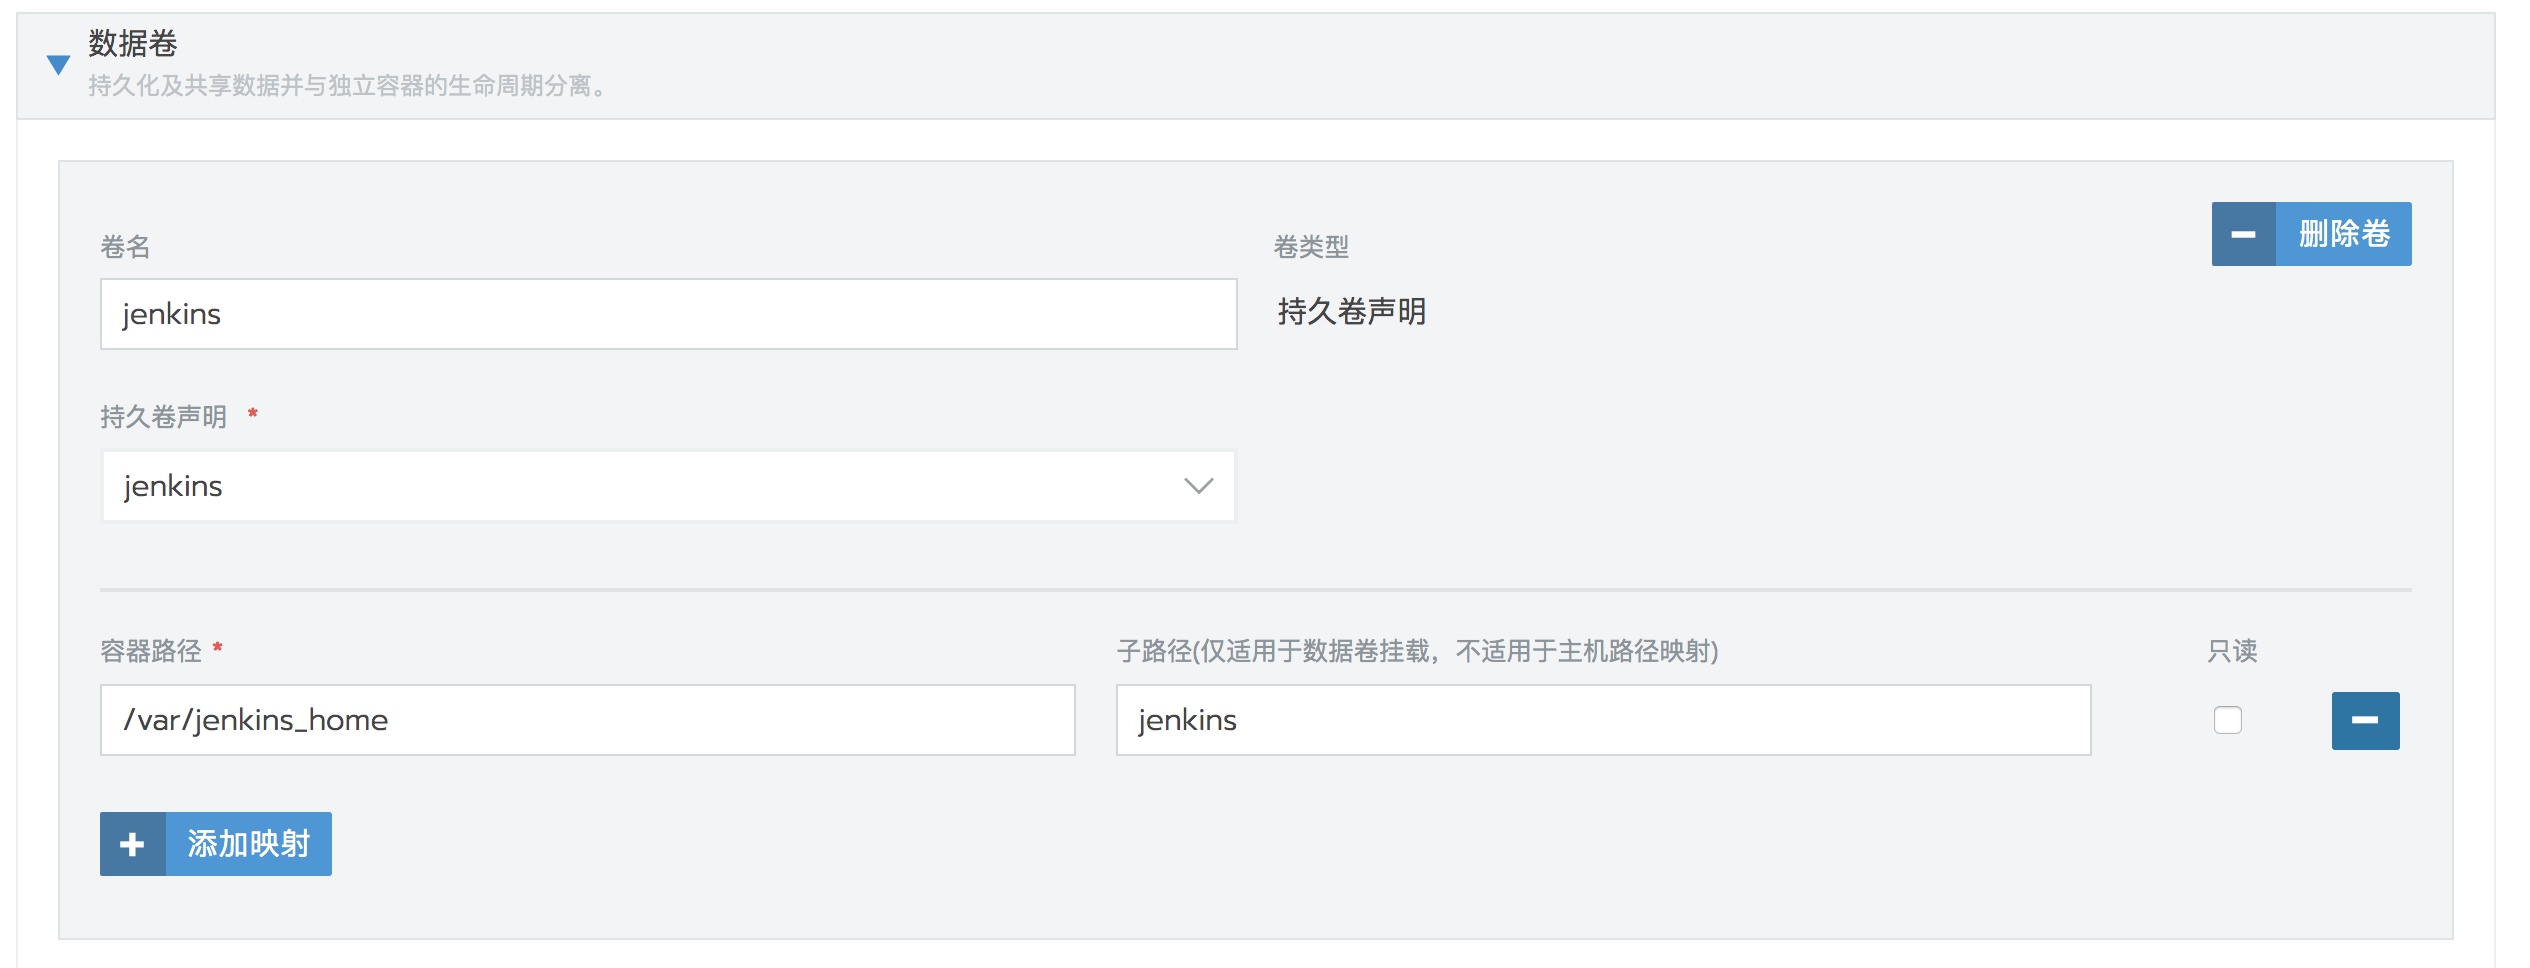 数据卷
持久化及共享数据并与独立容器的生命周期分离。
删除卷
卷名
卷类型
jenkins
持久卷声明
持久卷声明 *
jenkins
容器路径 *
子路径(仅适用于数据卷挂载，不适用于主机路径映射)
只读
/var/jenkins_home
jenkins
添加映射